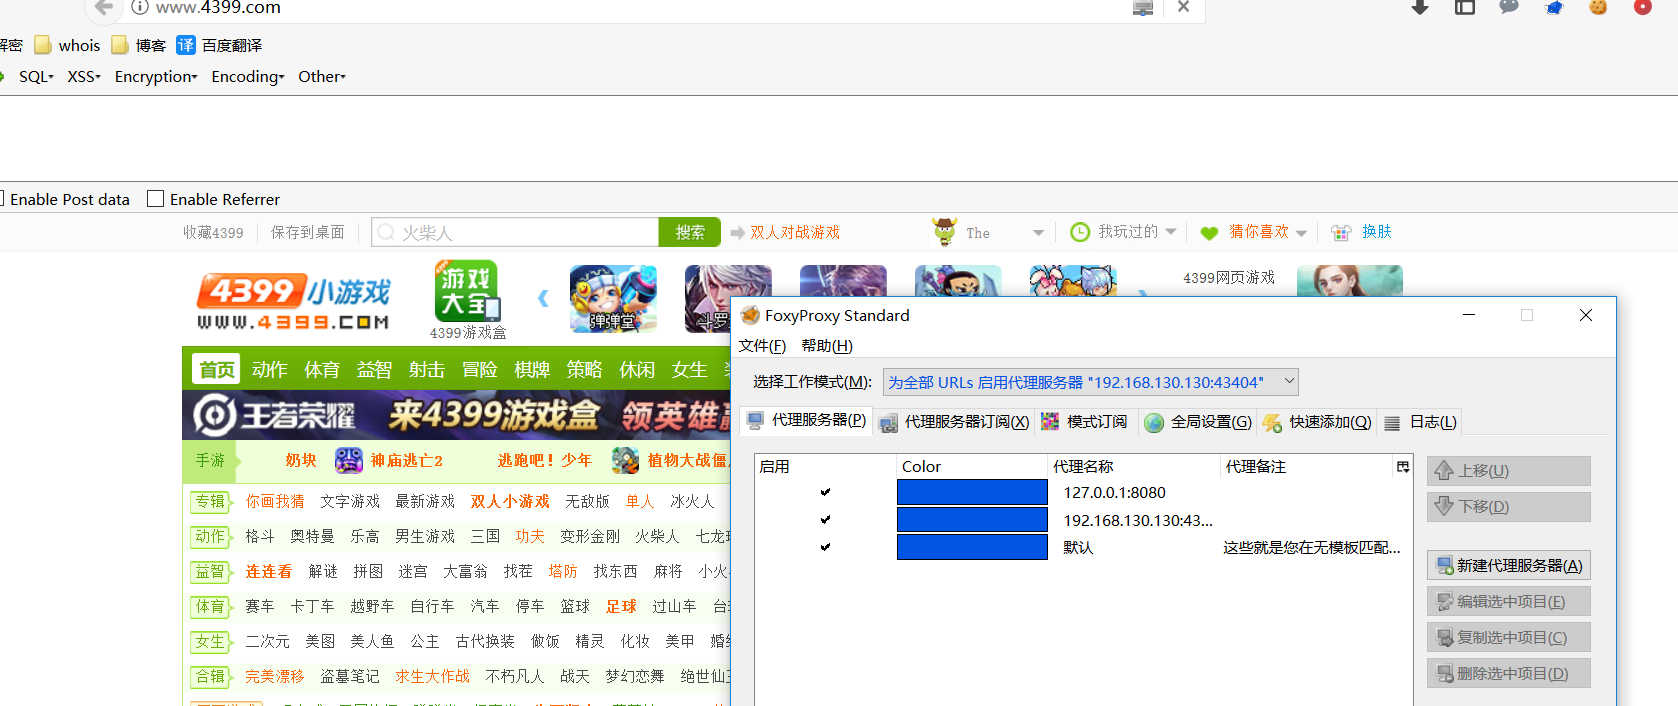 www.4399.com
解密 whois 博客 译 百度翻译
SQL XSS Encryption Encoding Other
Enable Post data Enable Referrer
收藏4399 保存到桌面 火柴人 搜索 双人对战游戏 The 我玩过的 猜你喜欢 换肤
4399小游戏
www.4399.com
游戏大全
4399游戏盒
弹弹堂
斗罗
4399网页游戏
首页 动作 体育 益智 射击 冒险 棋牌 策略 休闲 女生
王者荣耀 来4399游戏盒 领英雄
手游 奶块 神庙逃亡2 逃跑吧！少年 植物大战僵
专辑 你画我猜 文字游戏 最新游戏 双人小游戏 无敌版 单人 冰火人
动作 格斗 奥特曼 乐高 男生游戏 三国 功夫 变形金刚 火柴人 七龙珠
益智 连连看 解谜 拼图 迷宫 大富翁 找茬 塔防 找东西 麻将 小火
体育 赛车 卡丁车 越野车 自行车 汽车 停车 篮球 足球 过山车 台
女生 二次元 美图 美人鱼 公主 古代换装 做饭 精灵 化妆 美甲 婚
合辑 完美漂移 盗墓笔记 求生大作战 不朽凡人 战天 梦幻恋舞 绝世仙
FoxyProxy Standard
文件(F) 帮助(H)
选择工作模式(M): 为全部 URLs 启用代理服务器 "192.168.130.130:43404"
代理服务器(P) 代理服务器订阅(X) 模式订阅 全局设置(G) 快速添加(Q) 日志(L)
启用 Color 代理名称 代理备注
127.0.0.1:8080
192.168.130.130:43...
默认 这些就是您在无模板匹配...
上移(U)
下移(D)
新建代理服务器(A)
编辑选中项目(E)
复制选中项目(C)
删除选中项目(D)